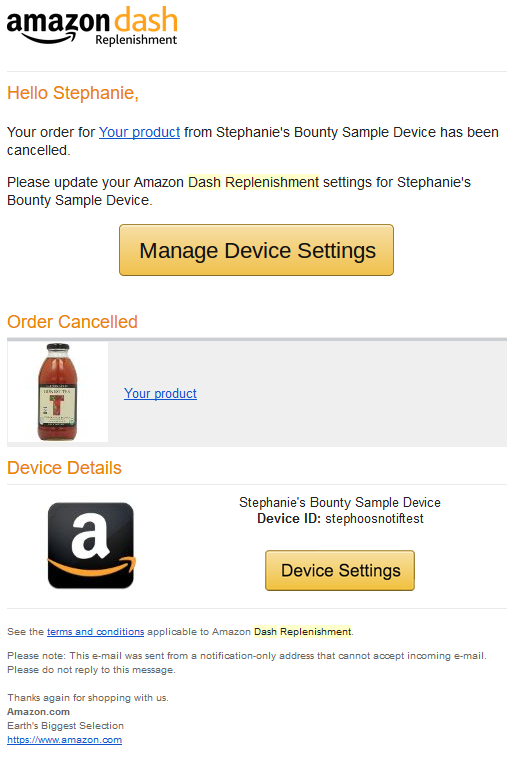 amazon dash
Replenishment
Hello Stephanie,
Your order for Your product from Stephanie's Bounty Sample Device has been
cancelled.
Please update your Amazon Dash Replenishment settings for Stephanie's
Bounty Sample Device.
Manage Device Settings
Order Cancelled
T
Your product
Device Details
a
Stephanie's Bounty Sample Device
Device ID: stephoosnotiftest
Device Settings
See the terms and conditions applicable to Amazon Dash Replenishment.
Please note: This e-mail was sent from a notification-only address that cannot accept incoming e-mail.
Please do not reply to this message.
Thanks again for shopping with us.
Amazon.com
Earth's Biggest Selection
https://www.amazon.com